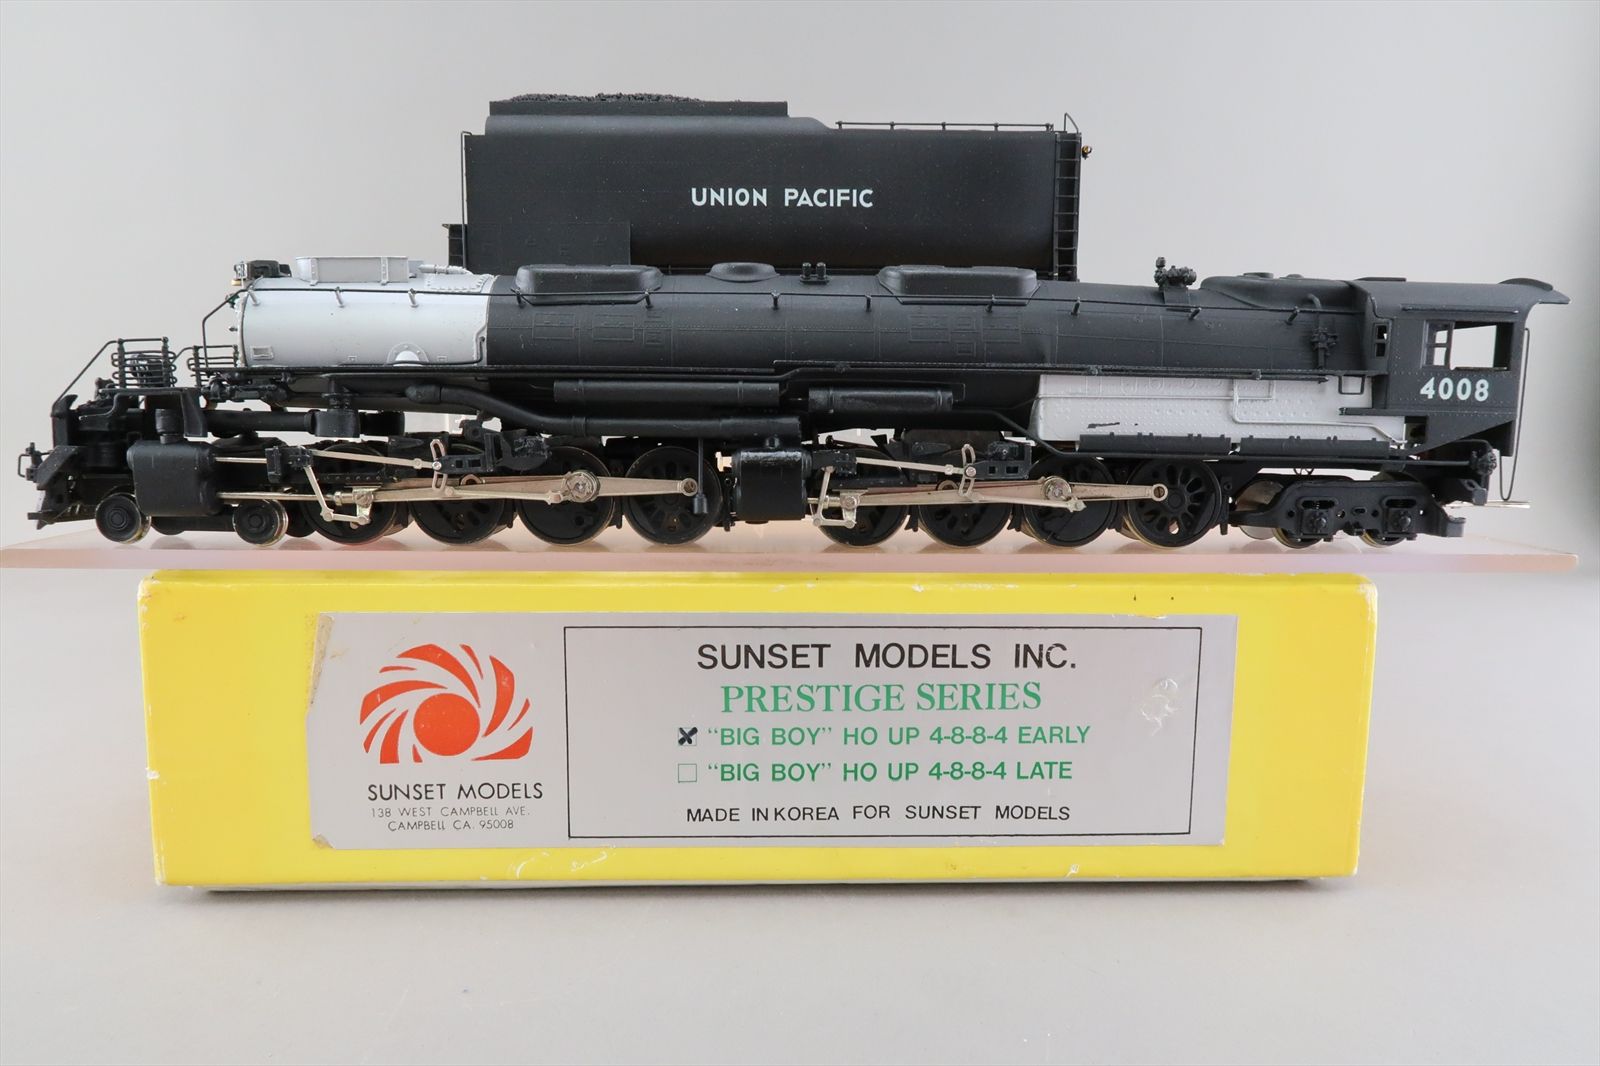 UNION PACIFIC
4008
SUNSET MODELS INC.
PRESTIGE SERIES
"BIG BOY" HO UP 4-8-8-4 EARLY
"BIG BOY" HO UP 4-8-8-4 LATE
MADE IN KOREA FOR SUNSET MODELS
SUNSET MODELS
138 WEST CAMPBELL AVE.
CAMPBELL CA. 95008